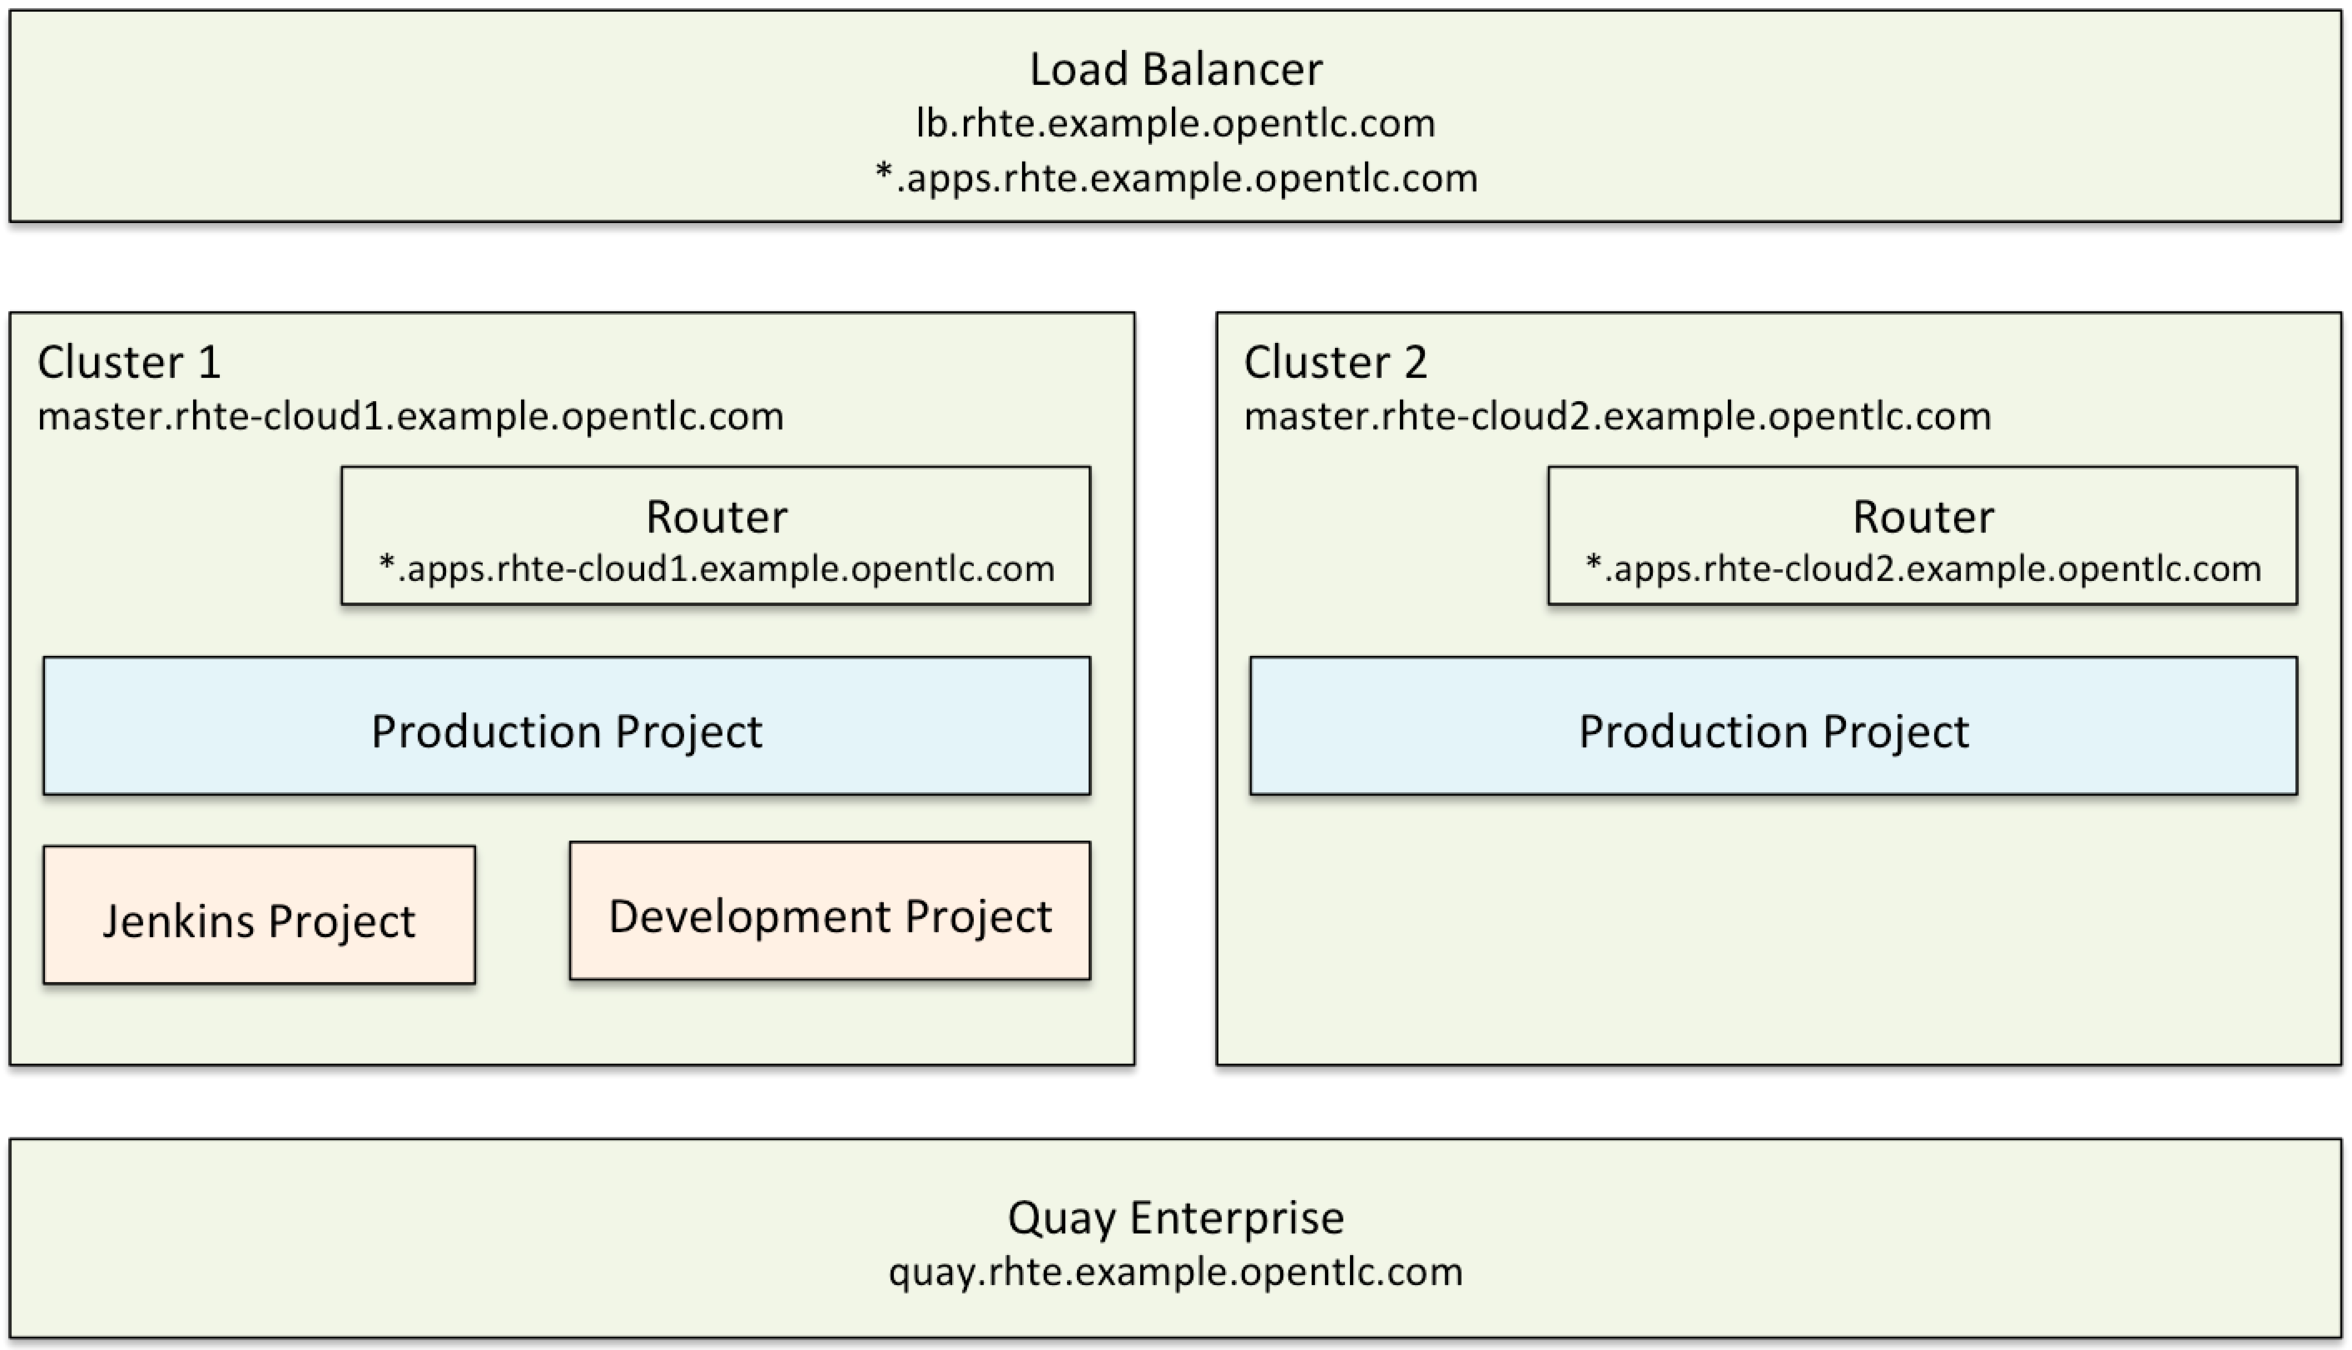 Load Balancer
lb.rhte.example.opentlc.com
*.apps.rhte.example.opentlc.com
Cluster 1
master.rhte-cloud1.example.opentlc.com
Router
*.apps.rhte-cloud1.example.opentlc.com
Production Project
Jenkins Project
Development Project
Cluster 2
master.rhte-cloud2.example.opentlc.com
Router
*.apps.rhte-cloud2.example.opentlc.com
Production Project
Quay Enterprise
quay.rhte.example.opentlc.com